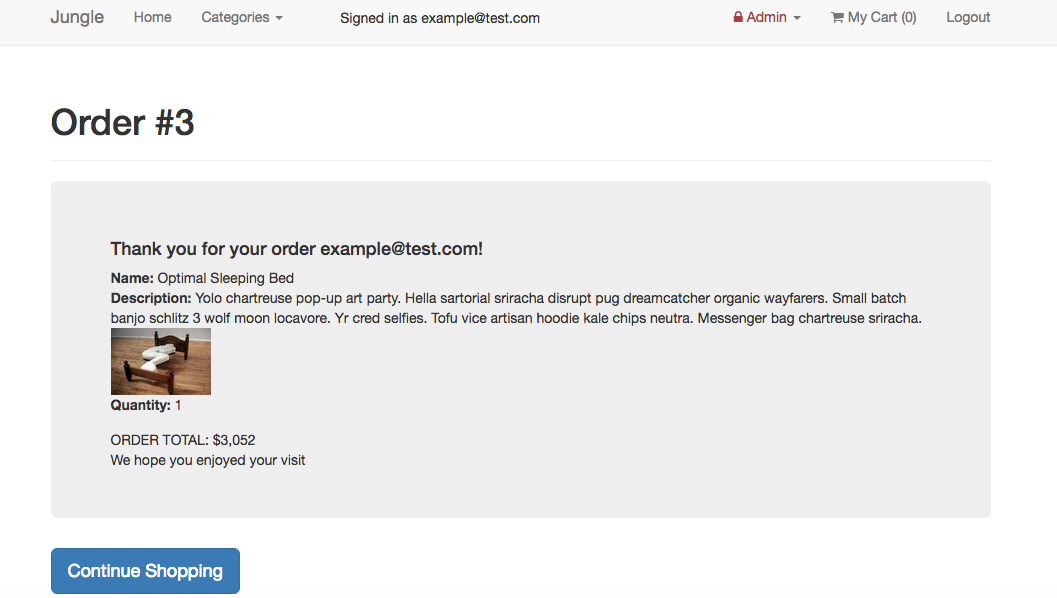 Jungle Home Categories Signed in as example@test.com Admin My Cart (0) Logout
Order #3
Thank you for your order example@test.com!
Name: Optimal Sleeping Bed
Description: Yolo chartreuse pop-up art party. Hella sartorial sriracha disrupt pug dreamcatcher organic wayfarers. Small batch
banjo schlitz 3 wolf moon locavore. Yr cred selfies. Tofu vice artisan hoodie kale chips neutra. Messenger bag chartreuse sriracha.
Quantity: 1
ORDER TOTAL: $3,052
We hope you enjoyed your visit
Continue Shopping